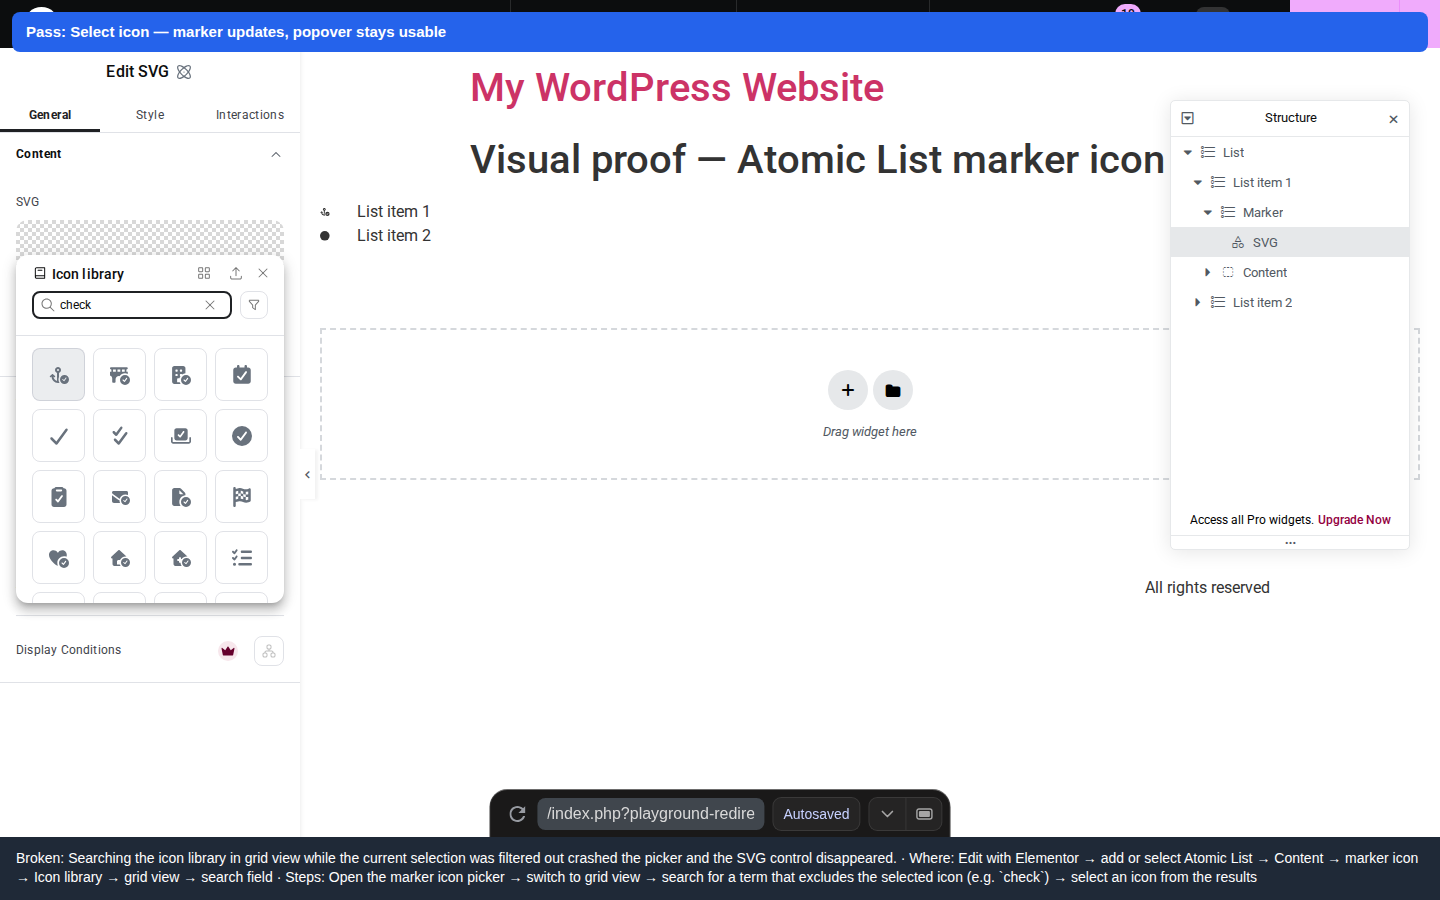 Pass: Select icon — marker updates, popover stays usable
Edit SVG
General Style Interactions
Content
SVG
Icon library
check
Display Conditions
My WordPress Website
Visual proof — Atomic List marker icon
List item 1
List item 2
Drag widget here
All rights reserved
Structure
List
List item 1
Marker
SVG
Content
List item 2
Access all Pro widgets. Upgrade Now
/index.php?playground-redire
Autosaved
Broken: Searching the icon library in grid view while the current selection was filtered out crashed the picker and the SVG control disappeared. · Where: Edit with Elementor → add or select Atomic List → Content → marker icon
→ Icon library → grid view → search field · Steps: Open the marker icon picker → switch to grid view → search for a term that excludes the selected icon (e.g. `check`) → select an icon from the results